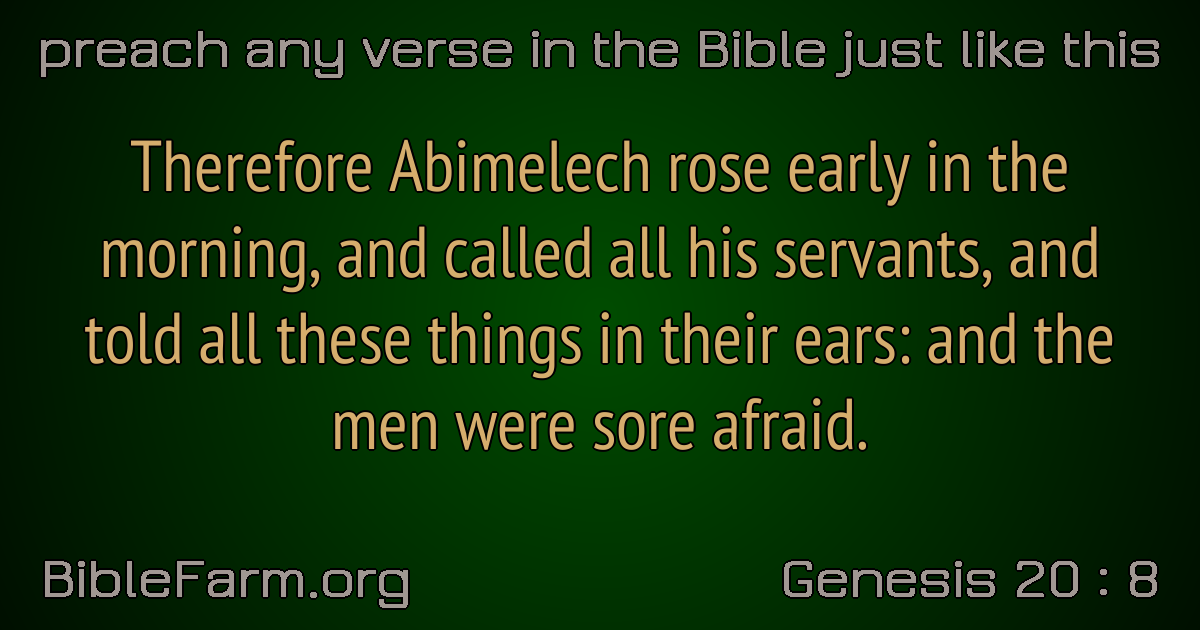 preach any verse in the Bible just like this
Therefore Abimelech rose early in the
morning, and called all his servants, and
told all these things in their ears: and the
men were sore afraid.
BibleFarm.org
Genesis 20 : 8